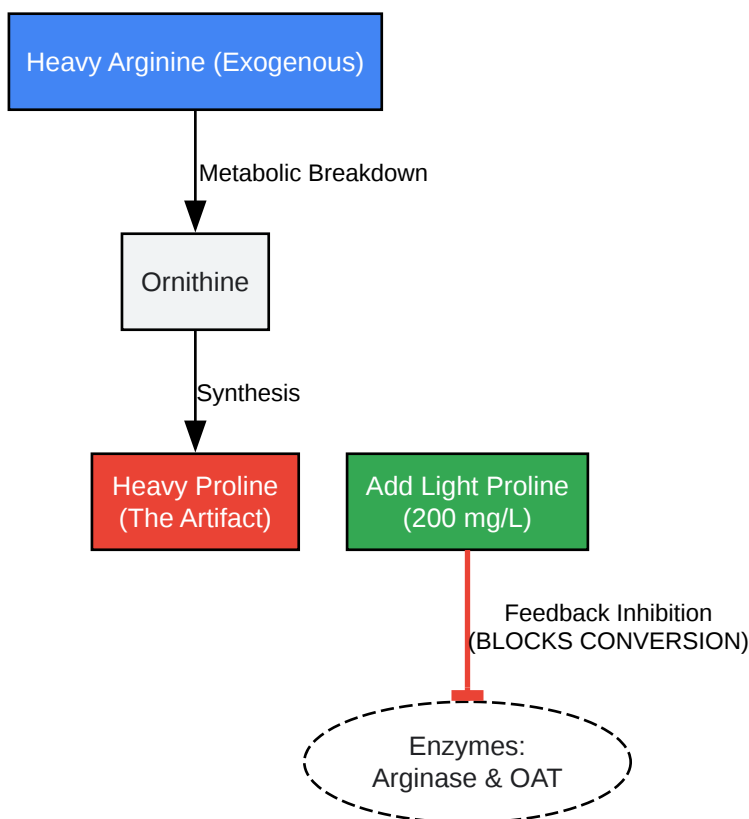 Heavy Arginine (Exogenous)
Metabolic Breakdown
Ornithine
Synthesis
Heavy Proline
(The Artifact)
Add Light Proline
(200 mg/L)
Feedback Inhibition
(BLOCKS CONVERSION)
Enzymes:
Arginase & OAT